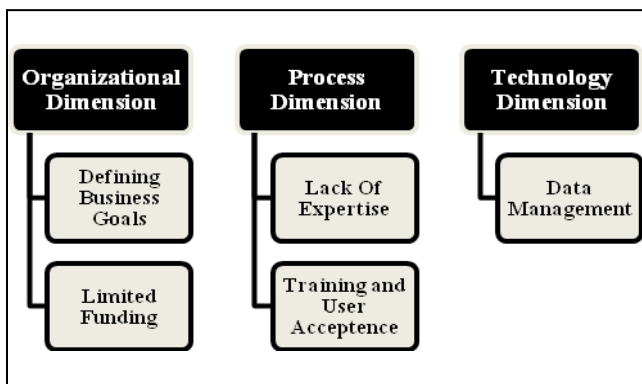 Organizational
Dimension
Defining
Business
Goals
Limited
Funding
Process
Dimension
Lack Of
Expertise
Training and
User
Acceptence
Technology
Dimension
Data
Management